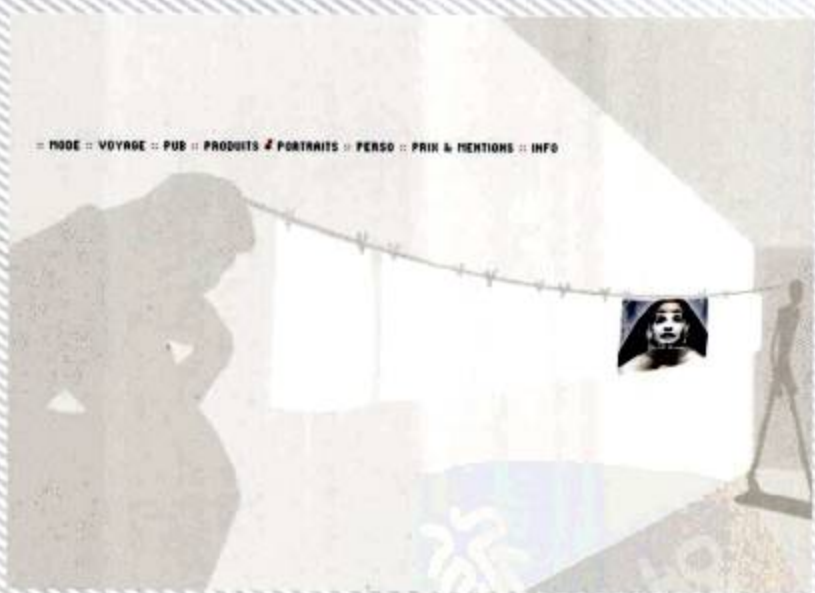 :: MODE :: VOYAGE :: PUB :: PRODUITS :: PORTRAITS :: PERSO :: PRIX & MENTIONS :: INFO